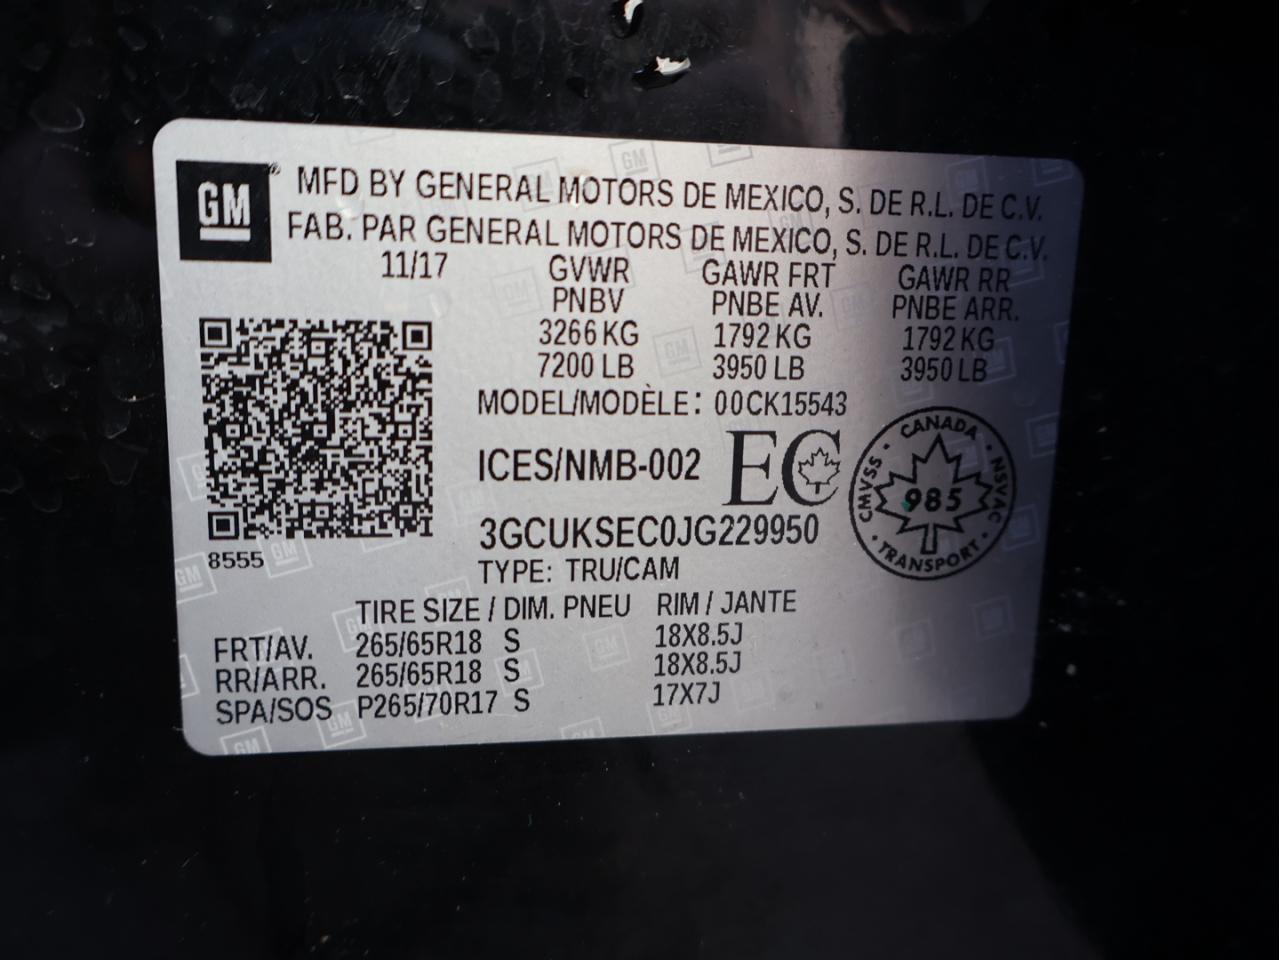 GM
MFD BY GENERAL MOTORS DE MEXICO, S. DE R.L. DE C.V.
FAB. PAR GENERAL MOTORS DE MEXICO, S. DE R.L. DE C.V.
11/17 GVWR GAWR FRT GAWR RR
PNBV PNBE AV. PNBE ARR.
3266 KG 1792 KG 1792 KG
7200 LB 3950 LB 3950 LB
MODEL/MODÈLE: 00CK15543
ICES/NMB-002 EC
3GCUKSEC0JG229950
CANADA
CMVSS 985 NSVAC
TRANSPORT
8555
TYPE: TRU/CAM
TIRE SIZE / DIM. PNEU RIM / JANTE
FRT/AV. 265/65R18 S 18X8.5J
RR/ARR. 265/65R18 S 18X8.5J
SPA/SOS P265/70R17 S 17X7J